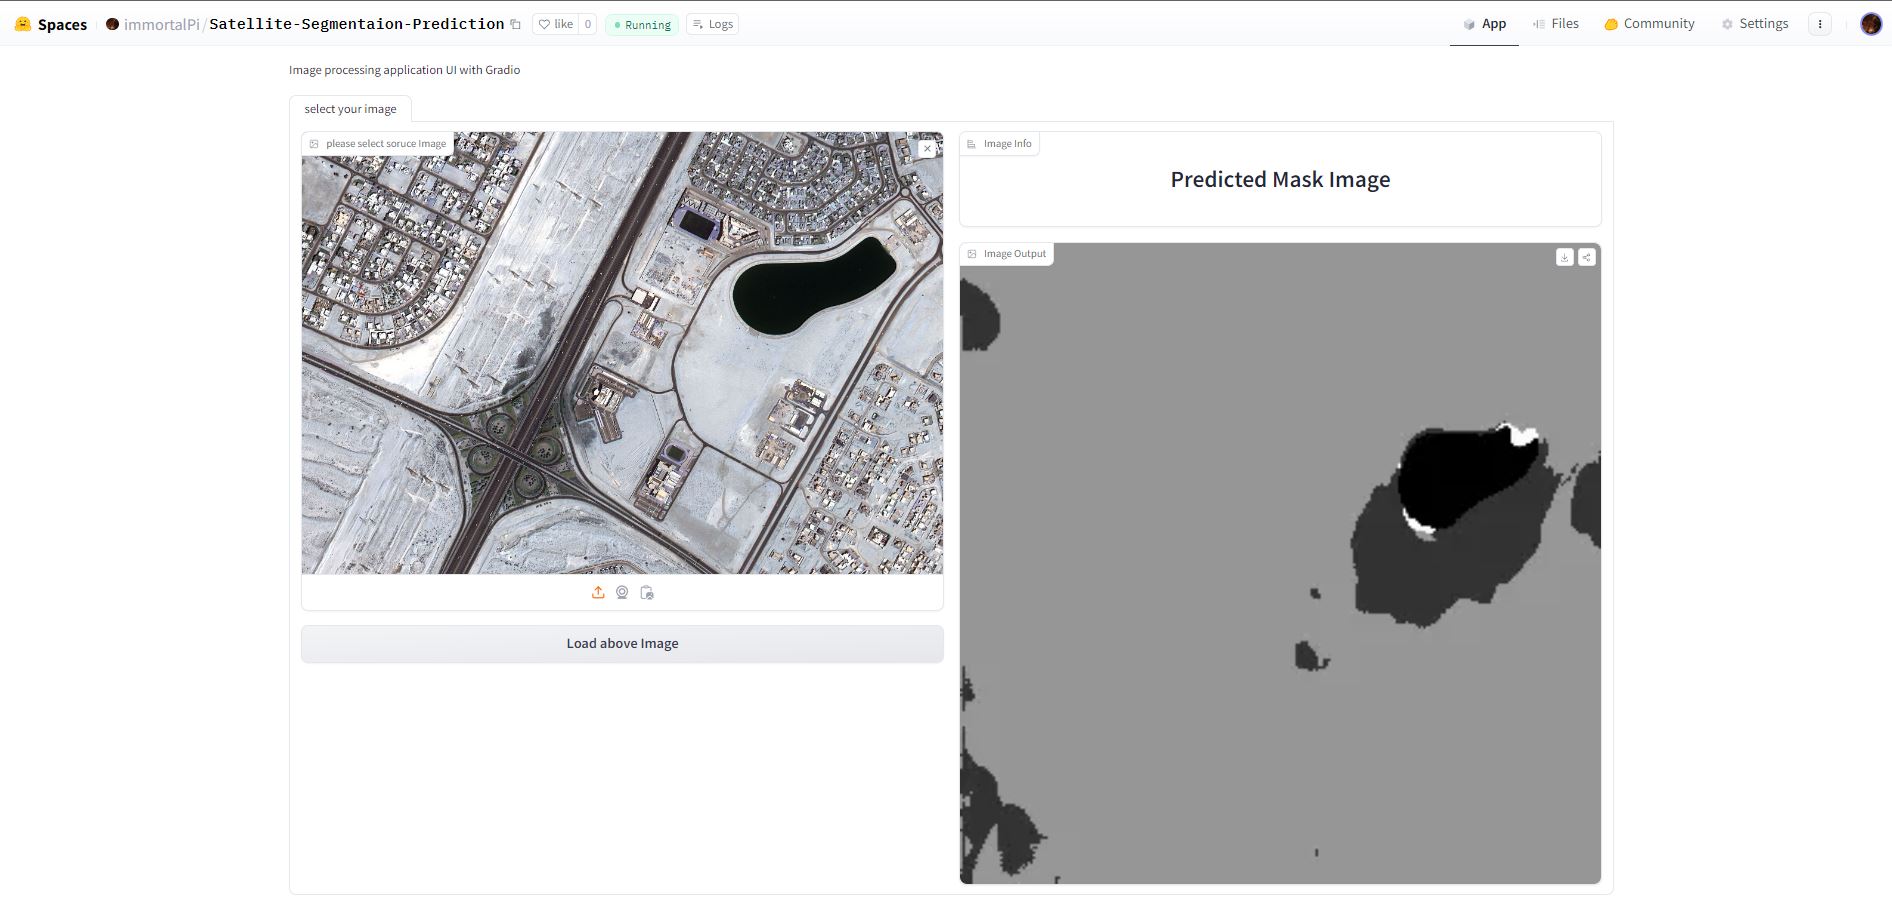 Spaces immortalPi/Satellite-Segmentaion-Prediction like 0 Running Logs App Files Community Settings
Image processing application UI with Gradio
select your image
please select soruce Image
Image Info
Predicted Mask Image
Image Output
Load above Image